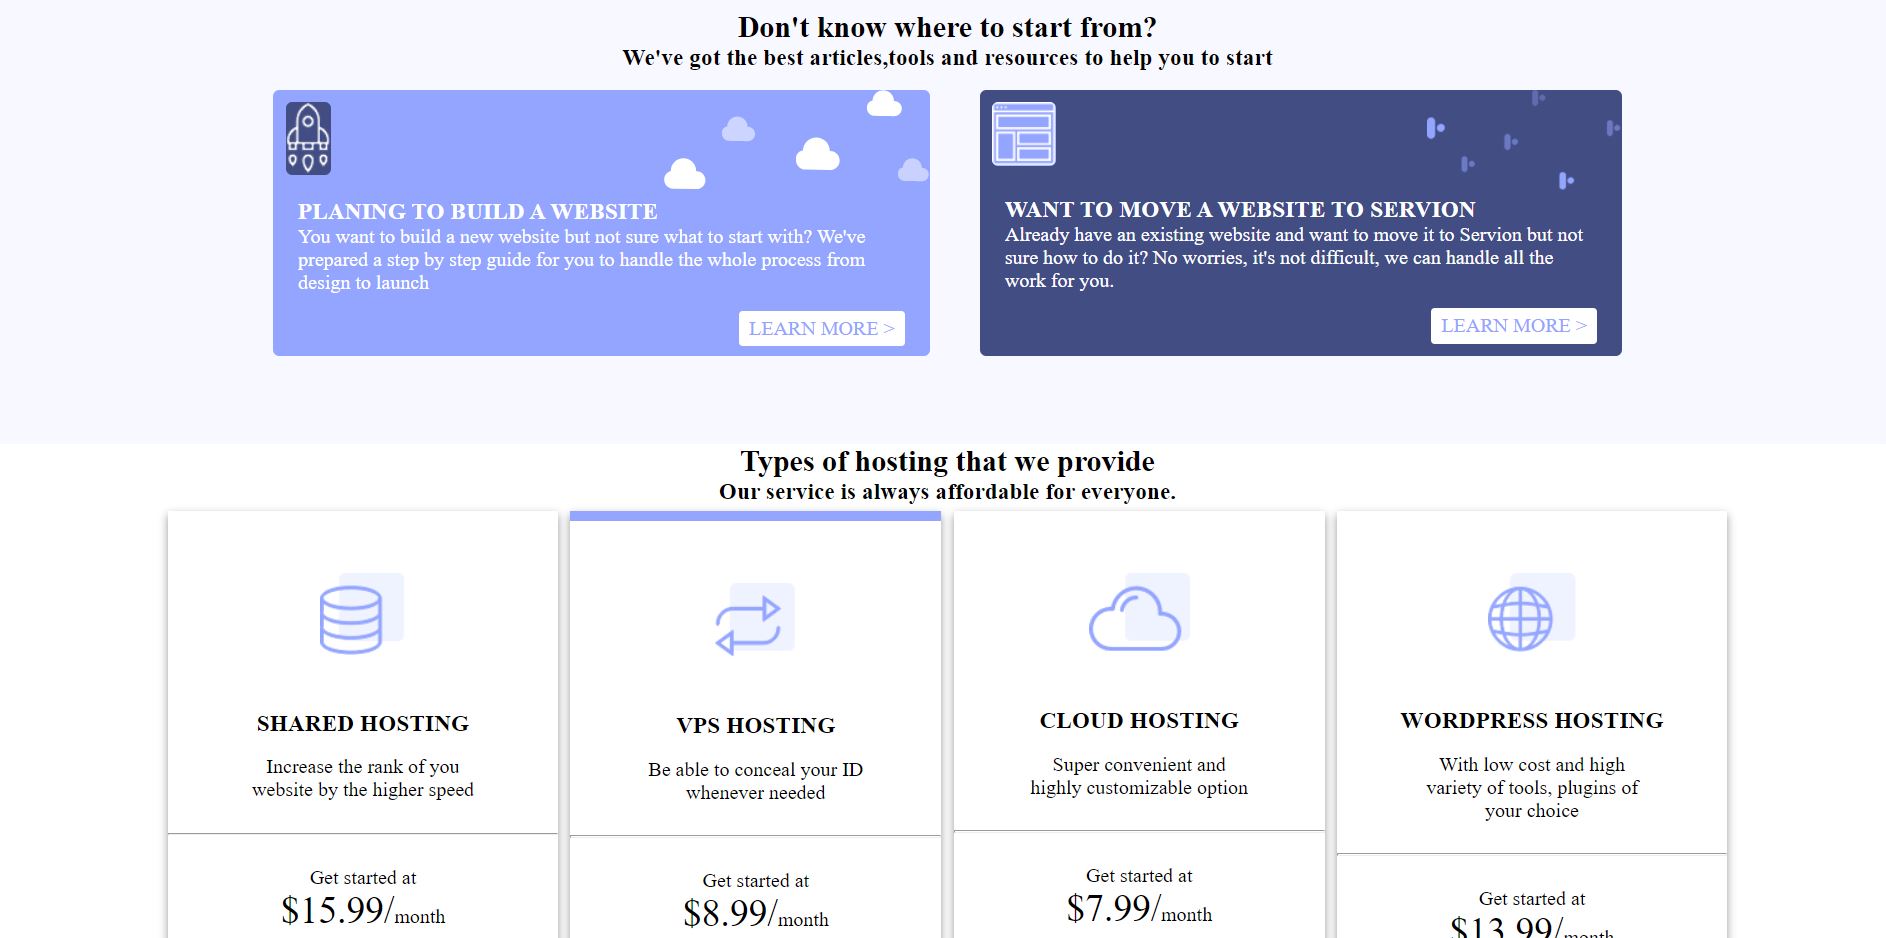 Don't know where to start from?
We've got the best articles,tools and resources to help you to start
PLANING TO BUILD A WEBSITE
You want to build a new website but not sure what to start with? We've
prepared a step by step guide for you to handle the whole process from
design to launch
LEARN MORE >
WANT TO MOVE A WEBSITE TO SERVION
Already have an existing website and want to move it to Servion but not
sure how to do it? No worries, it's not difficult, we can handle all the
work for you.
LEARN MORE >
Types of hosting that we provide
Our service is always affordable for everyone.
SHARED HOSTING
Increase the rank of you
website by the higher speed
Get started at
$15.99/month
VPS HOSTING
Be able to conceal your ID
whenever needed
Get started at
$8.99/month
CLOUD HOSTING
Super convenient and
highly customizable option
Get started at
$7.99/month
WORDPRESS HOSTING
With low cost and high
variety of tools, plugins of
your choice
Get started at
$13.99/month